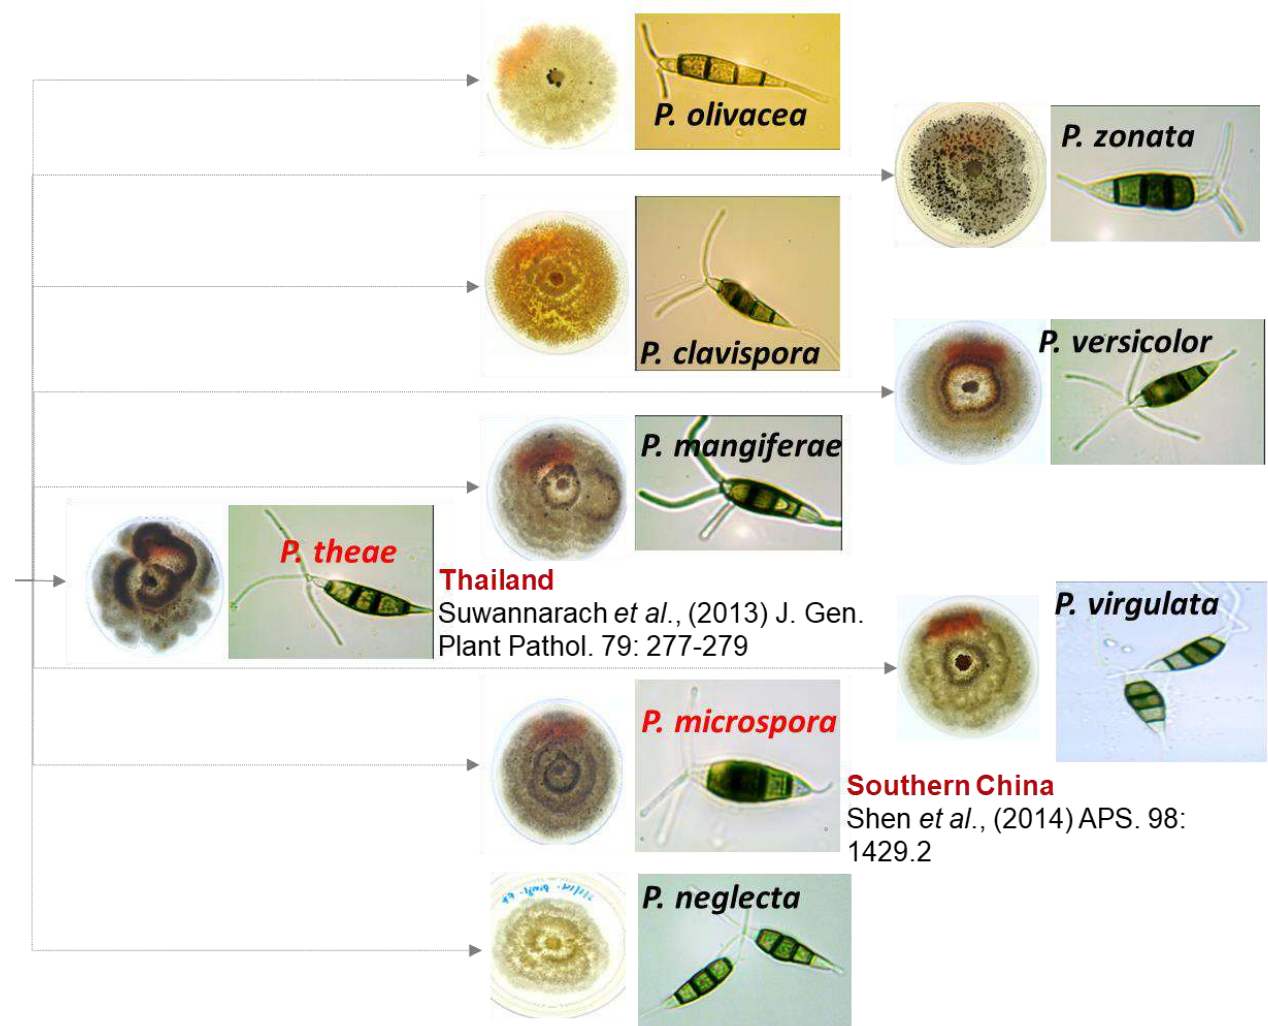 P. olivacea
P. zonata
P. clavispora
P. versicolor
P. mangiferae
P. theae
Thailand
Suwannarach et al., (2013) J. Gen.
Plant Pathol. 79: 277-279
P. virgulata
P. microspora
Southern China
Shen et al., (2014) APS. 98:
1429.2
P. neglecta